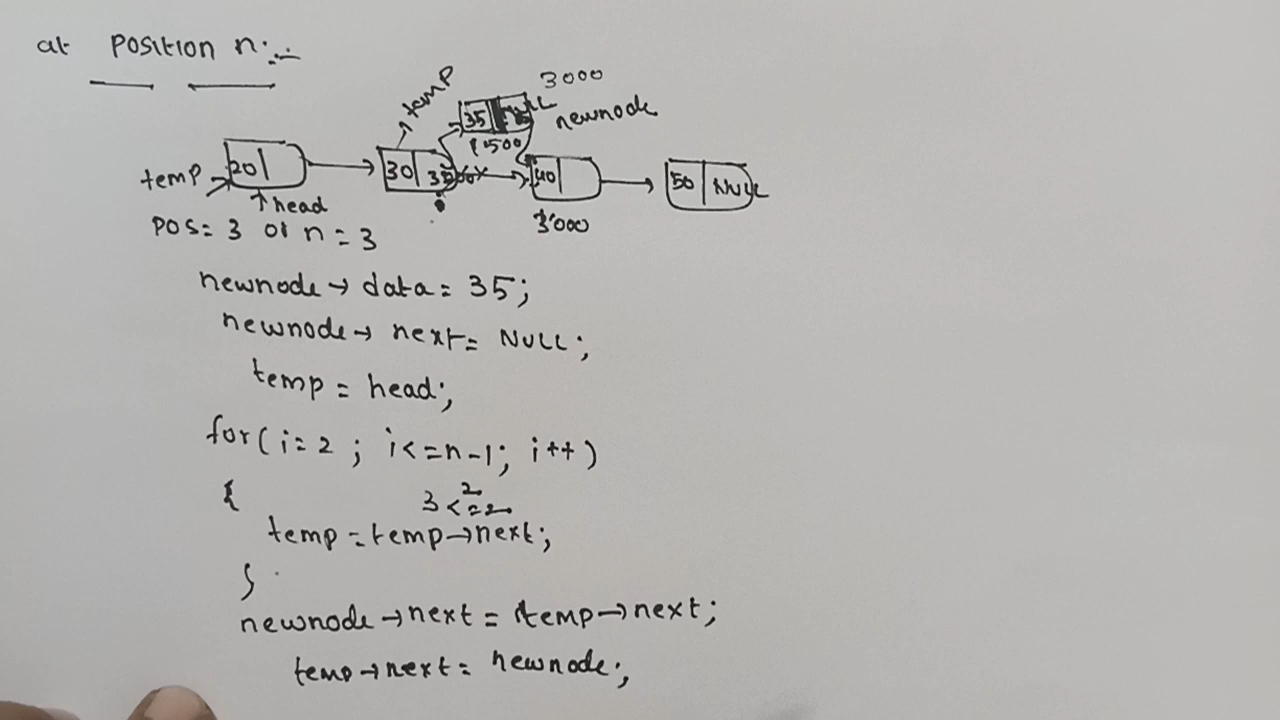 at position n:-
3000
temp
35 NULL newnode
1500
temp 20 30 40 50 NULL
head
3000
pos= 3 or n = 3
newnode → data = 35;
newnode → next = NULL;
temp = head;
for( i=2 ; i<=n-1; i++ )
{
2
3<=2
temp = temp→next;
}
newnode → next = temp→next;
temp→next = newnode;